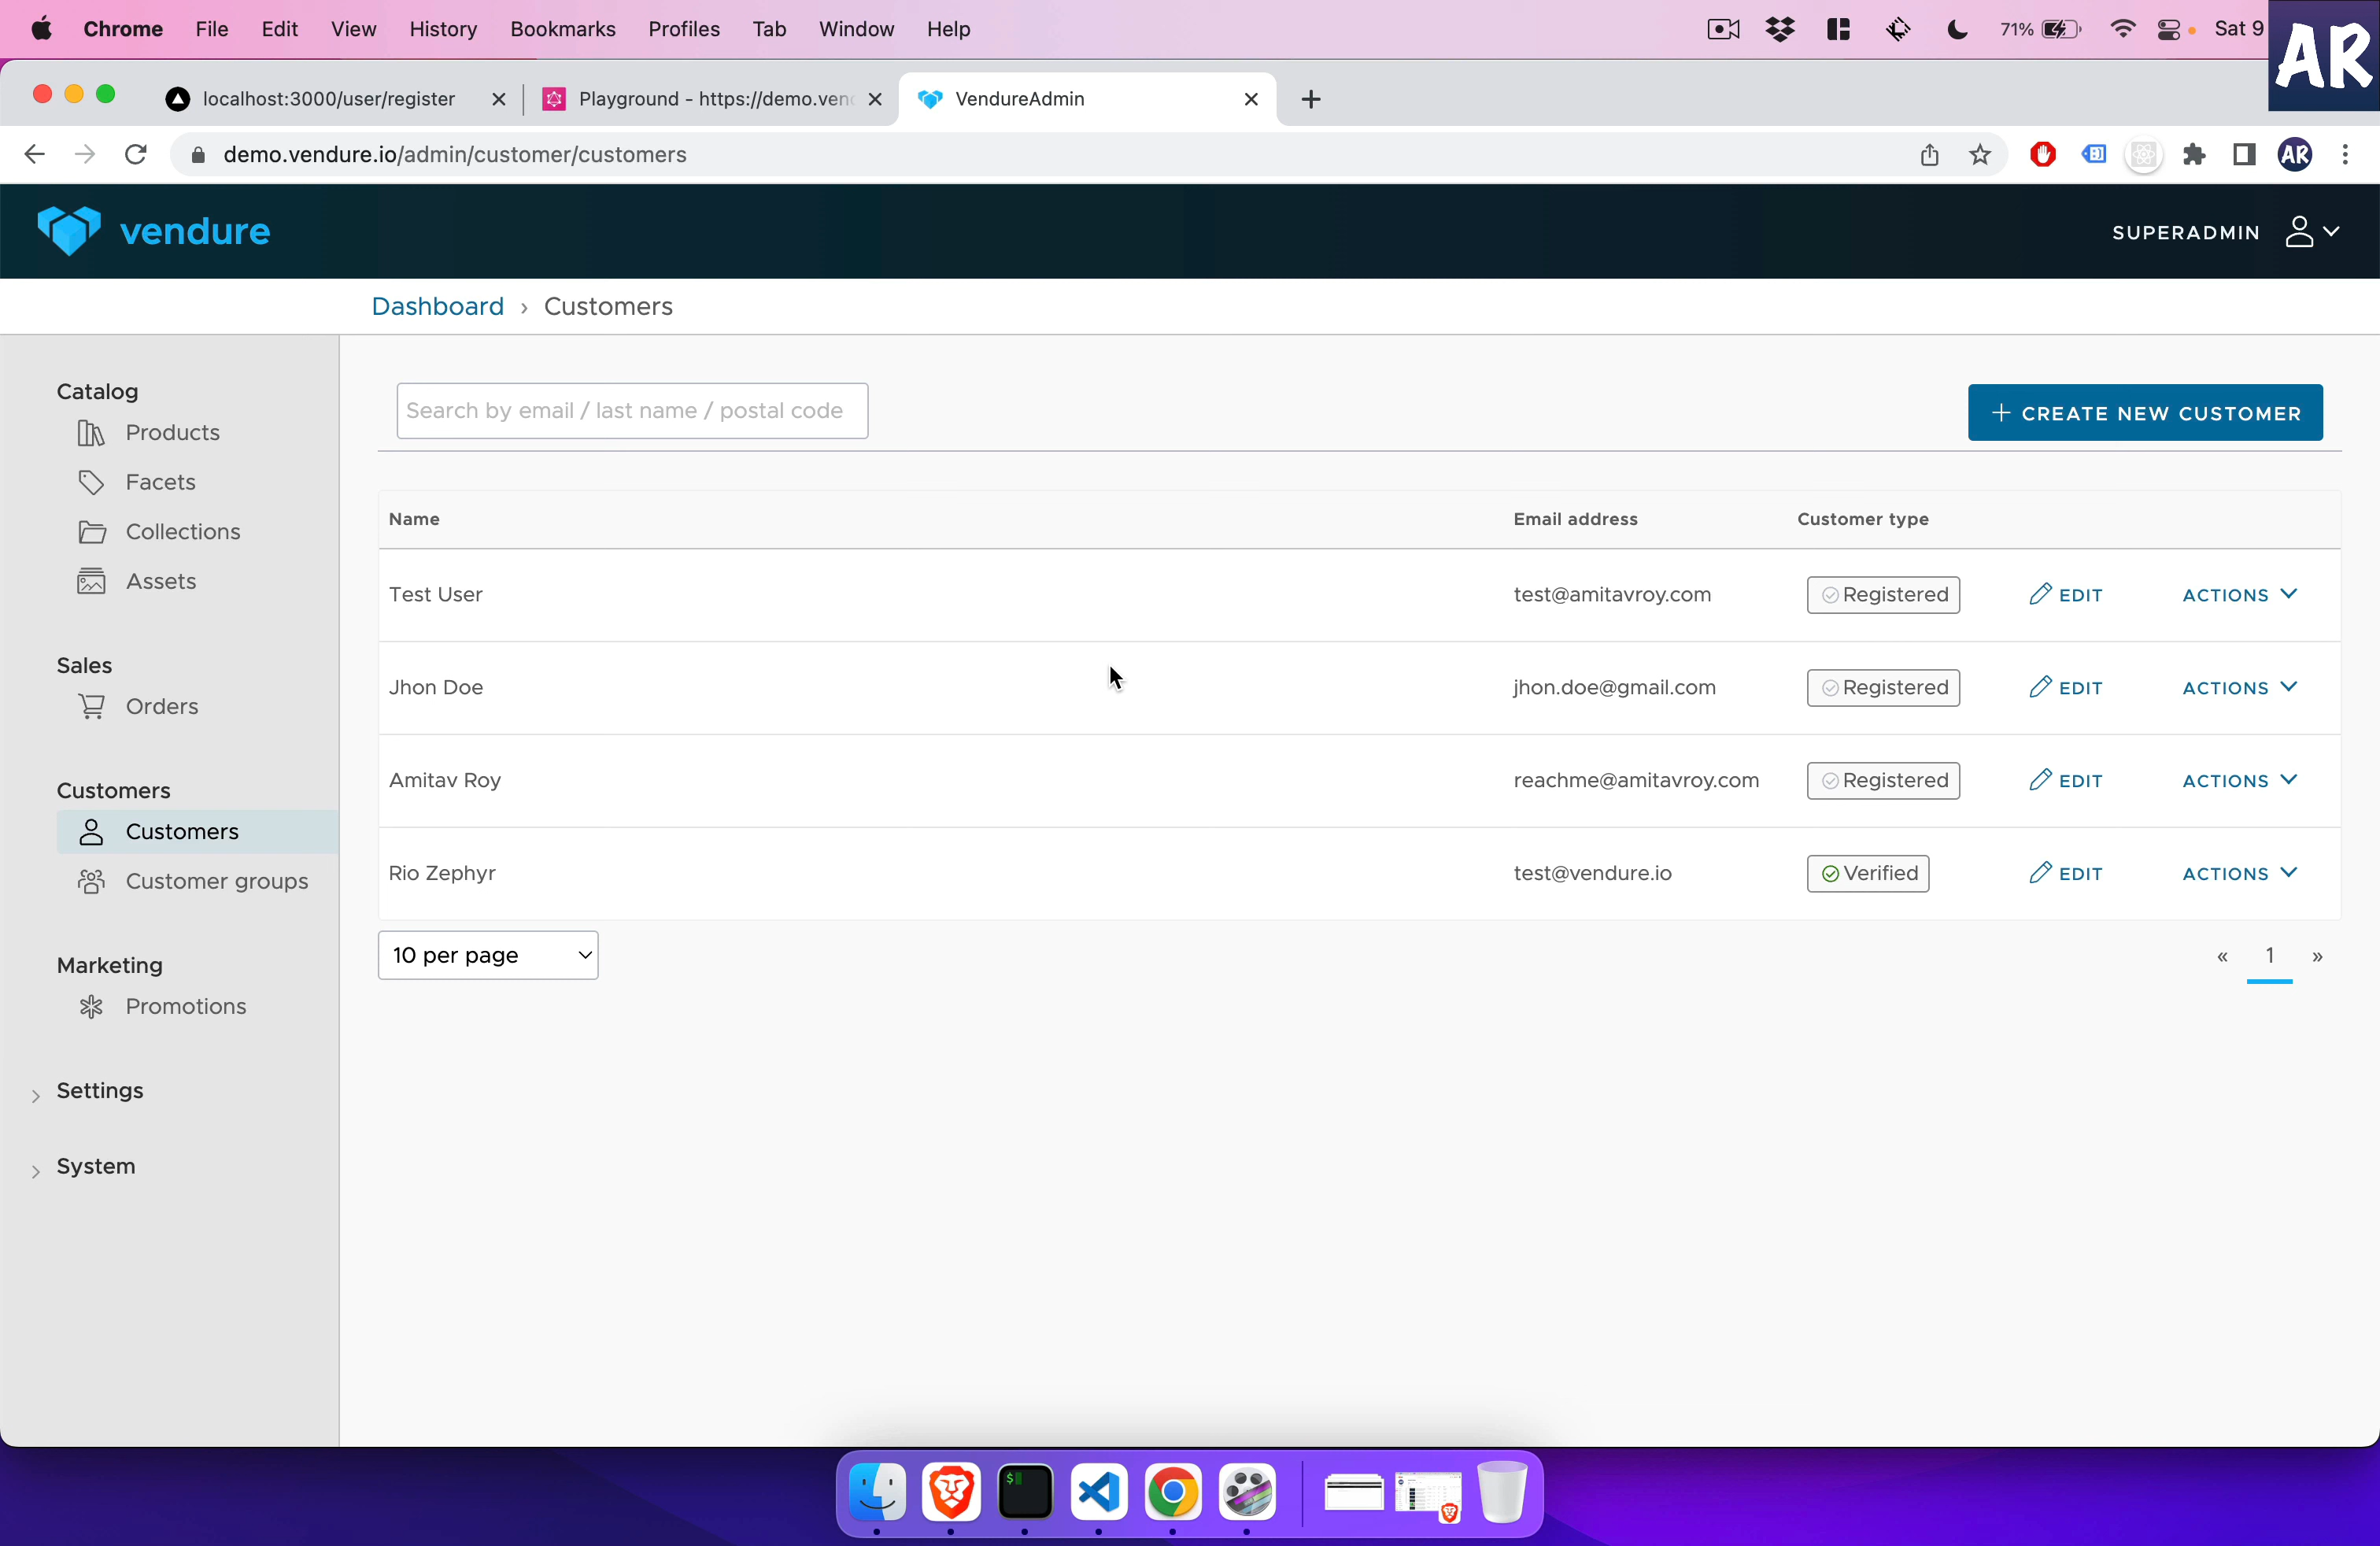 Chrome File Edit View History Bookmarks Profiles Tab Window Help 71% Sat 9
AR
localhost:3000/user/register Playground - https://demo.ven VendureAdmin
demo.vendure.io/admin/customer/customers AR
vendure SUPERADMIN
Dashboard › Customers
Catalog
Products
Facets
Collections
Assets
Sales
Orders
Customers
Customers
Customer groups
Marketing
Promotions
Settings
System
Search by email / last name / postal code + CREATE NEW CUSTOMER
Name Email address Customer type
Test User test@amitavroy.com Registered EDIT ACTIONS
Jhon Doe jhon.doe@gmail.com Registered EDIT ACTIONS
Amitav Roy reachme@amitavroy.com Registered EDIT ACTIONS
Rio Zephyr test@vendure.io Verified EDIT ACTIONS
10 per page « 1 »